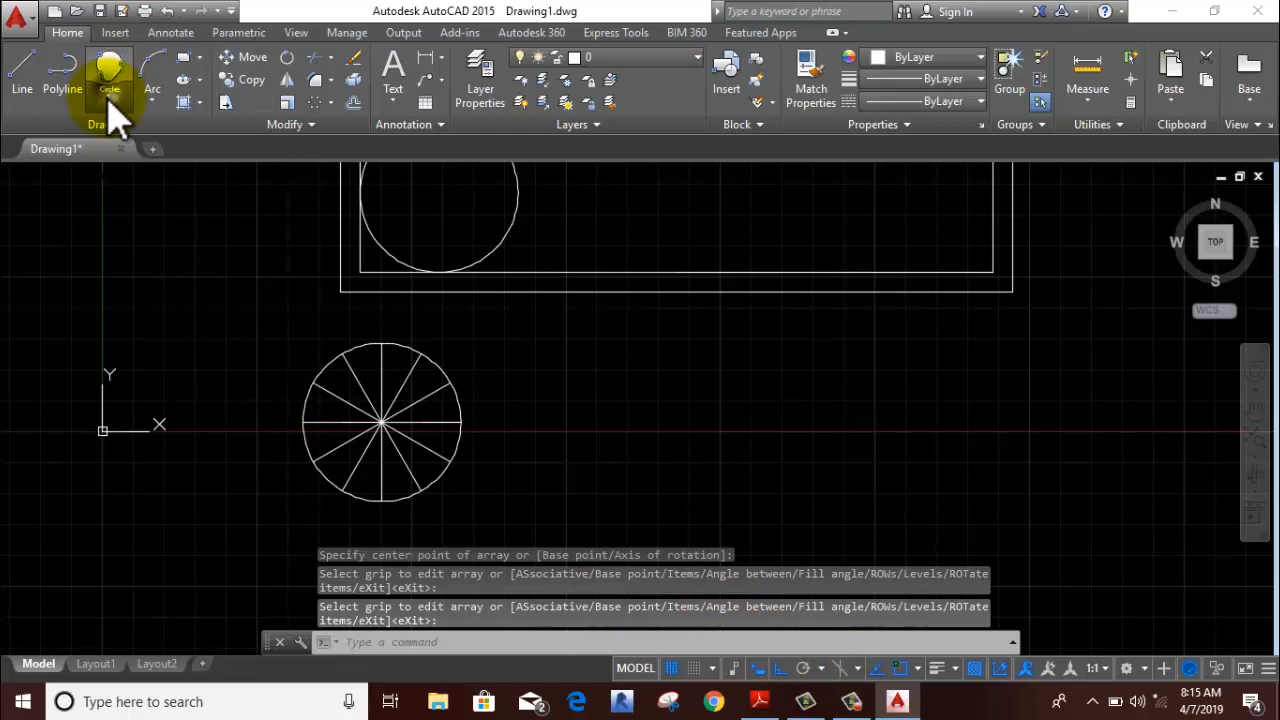 Autodesk AutoCAD 2015 Drawing1.dwg
Type a keyword or phrase
Sign In
Home Insert Annotate Parametric View Manage Output Add-ins Autodesk 360 Express Tools BIM 360 Featured Apps
Line Polyline Circle Arc
Move
Copy
Text
Layer
Properties
0
Insert
Match
Properties
ByLayer
ByLayer
ByLayer
Group
Measure
Paste
Base
Modify Annotation Layers Block Properties Groups Utilities Clipboard View
Drawing1*
N
W TOP E
S
WCS
Y
X
Specify center point of array or [Base point/Axis of rotation]:
Select grip to edit array or [ASsociative/Base point/Items/Angle between/Fill angle/ROWs/Levels/ROTate
items/eXit]<eXit>:
Select grip to edit array or [ASsociative/Base point/Items/Angle between/Fill angle/ROWs/Levels/ROTate
items/eXit]<eXit>:
Type a command
Model Layout1 Layout2
MODEL
1:1
Type here to search
2
8:15 AM
4/7/2019
4